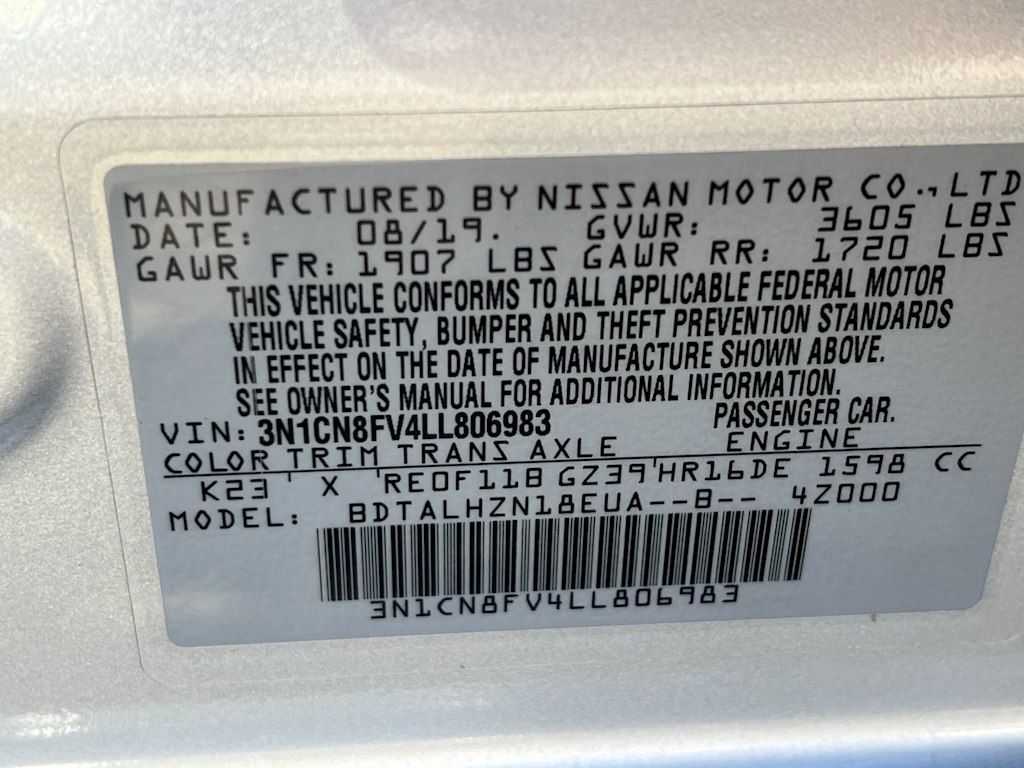 MANUFACTURED BY NISSAN MOTOR CO., LTD
DATE: 08/19. GVWR: 3605 LBS
GAWR FR: 1907 LBS GAWR RR: 1720 LBS
THIS VEHICLE CONFORMS TO ALL APPLICABLE FEDERAL MOTOR
VEHICLE SAFETY, BUMPER AND THEFT PREVENTION STANDARDS
IN EFFECT ON THE DATE OF MANUFACTURE SHOWN ABOVE.
SEE OWNER'S MANUAL FOR ADDITIONAL INFORMATION.
PASSENGER CAR.
VIN: 3N1CN8FV4LL806983
COLOR TRIM TRANS AXLE ENGINE
K23 ' X 'RE0F11B GZ39'HR16DE 1598 CC
MODEL: BDTALHZN18EUA--B-- 4Z000
3N1CN8FV4LL806983